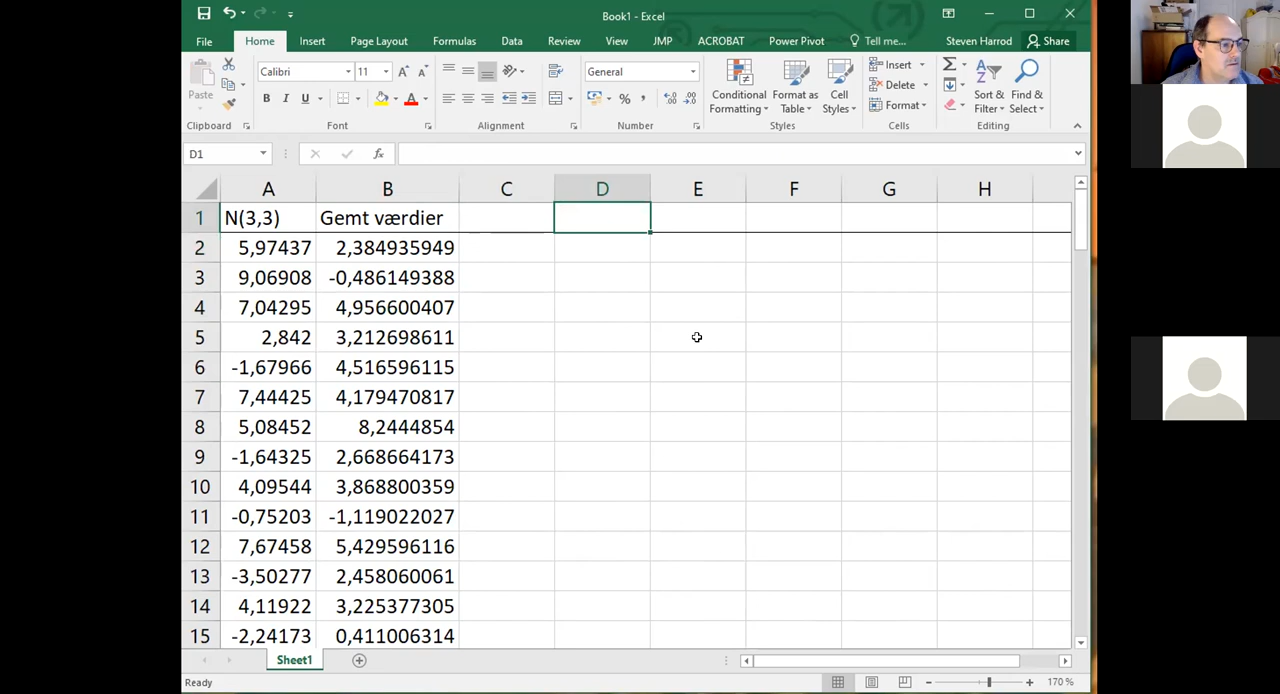 Book1 - Excel
File Home Insert Page Layout Formulas Data Review View JMP ACROBAT Power Pivot Tell me... Steven Harrod Share
Paste
Clipboard
Calibri 11
B I U
Font
Alignment
General
%
Number
Conditional Formatting
Format as Table
Cell Styles
Styles
Insert
Delete
Format
Cells
Sort & Filter
Find & Select
Editing
D1
fx
A B C D E F G H
1 N(3,3) Gemt værdier
2 5,97437 2,384935949
3 9,06908 -0,486149388
4 7,04295 4,956600407
5 2,842 3,212698611
6 -1,67966 4,516596115
7 7,44425 4,179470817
8 5,08452 8,2444854
9 -1,64325 2,668664173
10 4,09544 3,868800359
11 -0,75203 -1,119022027
12 7,67458 5,429596116
13 -3,50277 2,458060061
14 4,11922 3,225377305
15 -2,24173 0,411006314
Sheet1
Ready
170 %